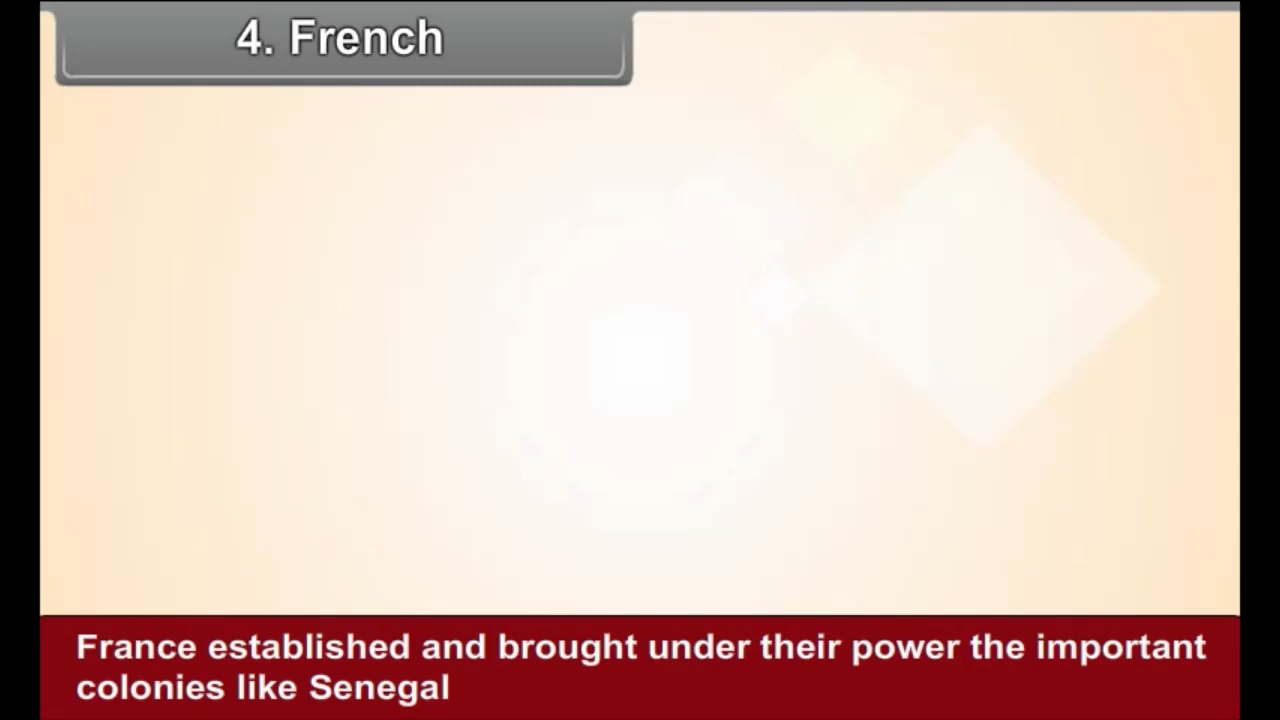 4. French
France established and brought under their power the important
colonies like Senegal